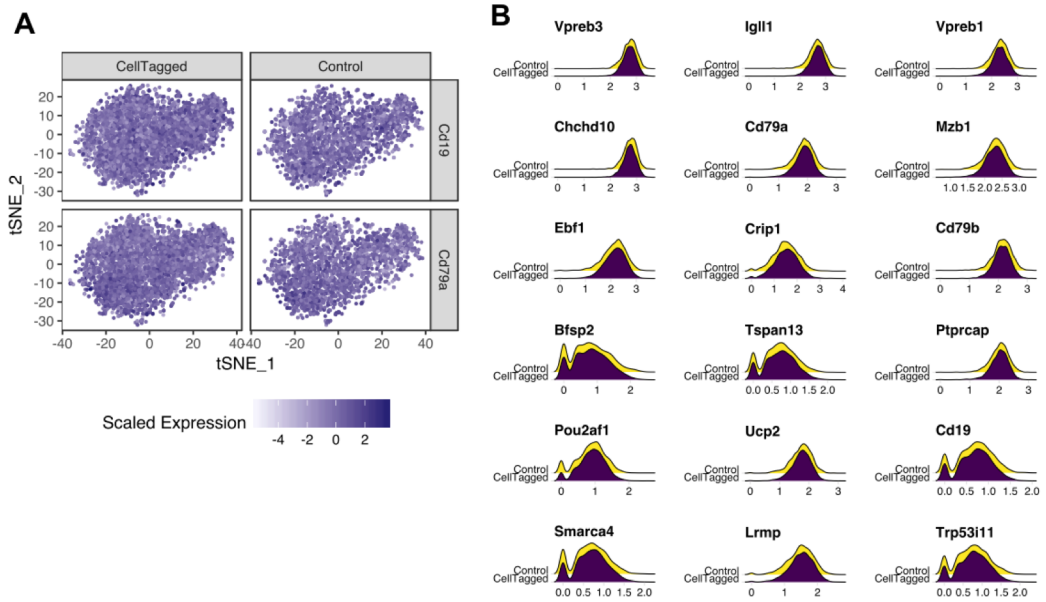 A
CellTagged Control
20
10
0
-10
-20
-30
Cd19
20
10
0
-10
-20
-30
Cd79a
tSNE_2
-40 -20 0 20 40 -40 -20 0 20 40
tSNE_1
Scaled Expression
-4 -2 0 2
B
Vpreb3 Igll1 Vpreb1
Control Control Control
CellTagged CellTagged CellTagged
0 1 2 3 0 1 2 3 0 1 2 3
Chchd10 Cd79a Mzb1
Control Control Control
CellTagged CellTagged CellTagged
0 1 2 3 0 1 2 3 1.0 1.5 2.0 2.5 3.0
Ebf1 Crip1 Cd79b
Control Control Control
CellTagged CellTagged CellTagged
0 1 2 3 0 1 2 3 4 0 1 2 3
Bfsp2 Tspan13 Ptprcap
Control Control Control
CellTagged CellTagged CellTagged
0 1 2 0.0 0.5 1.0 1.5 2.0 0 1 2 3
Pou2af1 Ucp2 Cd19
Control Control Control
CellTagged CellTagged CellTagged
0 1 2 0 1 2 3 0.0 0.5 1.0 1.5 2.0
Smarca4 Lrmp Trp53i11
Control Control Control
CellTagged CellTagged CellTagged
0.0 0.5 1.0 1.5 2.0 0 1 2 0.0 0.5 1.0 1.5 2.0